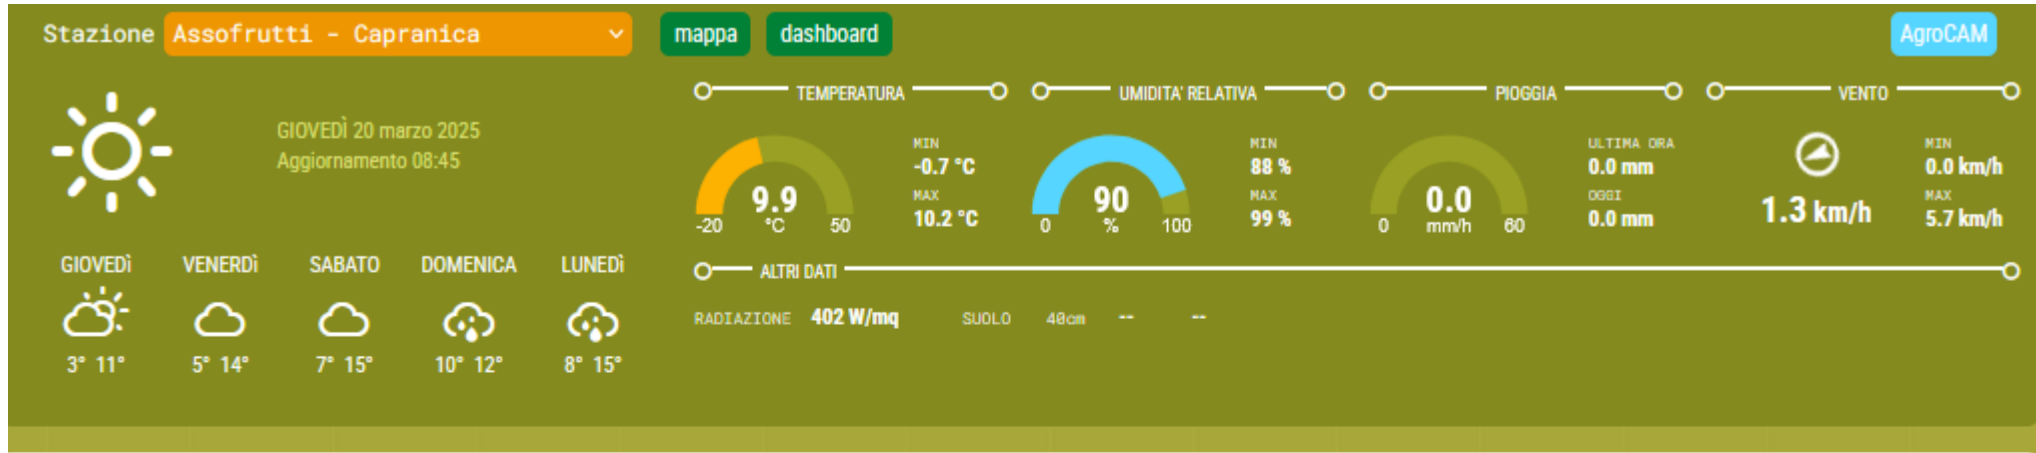 Stazione Assofrutti - Capranica mappa dashboard AgroCAM
GIOVEDÌ 20 marzo 2025
Aggiornamento 08:45
GIOVEDÌ VENERDÌ SABATO DOMENICA LUNEDÌ
3° 11° 5° 14° 7° 15° 10° 12° 8° 15°
TEMPERATURA
9.9
°C
-20 50
MIN
-0.7 °C
MAX
10.2 °C
UMIDITA' RELATIVA
90
%
0 100
MIN
88 %
MAX
99 %
PIOGGIA
0.0
mm/h
0 60
ULTIMA ORA
0.0 mm
OGGI
0.0 mm
VENTO
1.3 km/h
MIN
0.0 km/h
MAX
5.7 km/h
ALTRI DATI
RADIAZIONE 402 W/mq SUOLO 40cm -- --